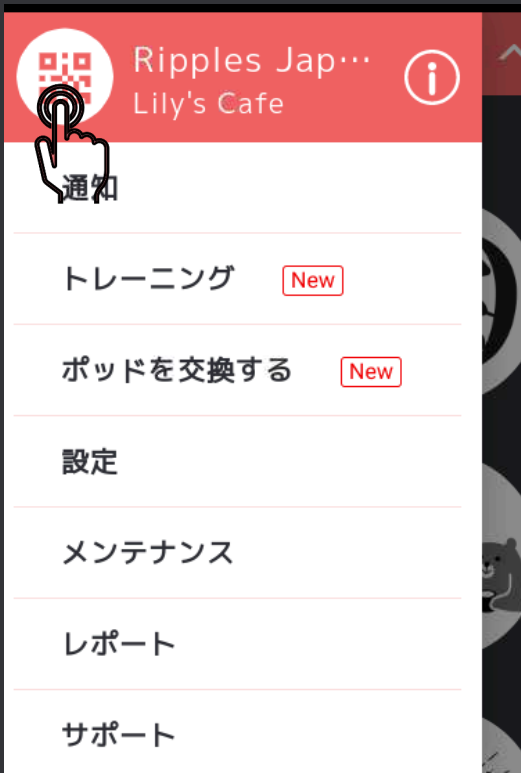 Ripples Jap…
Lily's Cafe
通知
トレーニング New
ポッドを交換する New
設定
メンテナンス
レポート
サポート